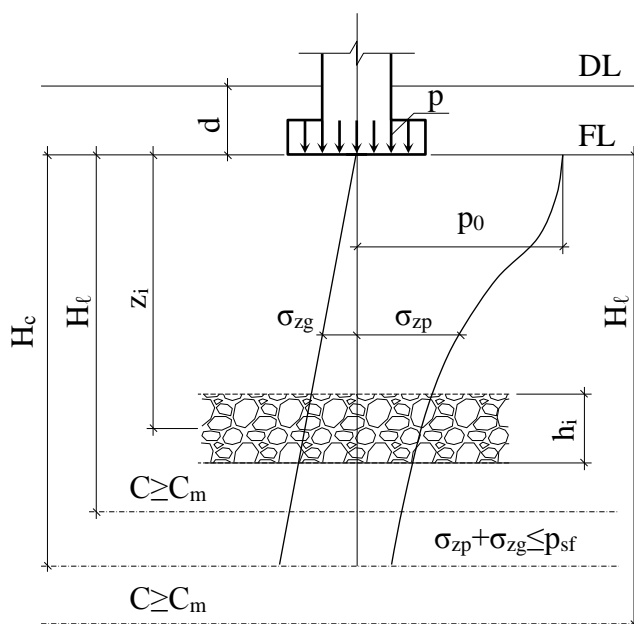 DL
p
d
FL
p₀
zᵢ
σzg
σzp
Hc
Hℓ
Hℓ
hᵢ
C≥Cm
σzp+σzg≤psf
C≥Cm